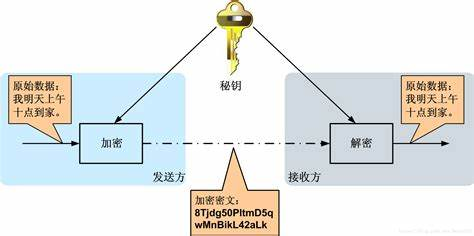 秘钥
原始数据：
我明天上午
十点到家。
加密
发送方
加密密文：
8Tjdg50PltmD5q
wMnBikL42aLk
解密
接收方
原始数据：
我明天上午
十点到家。